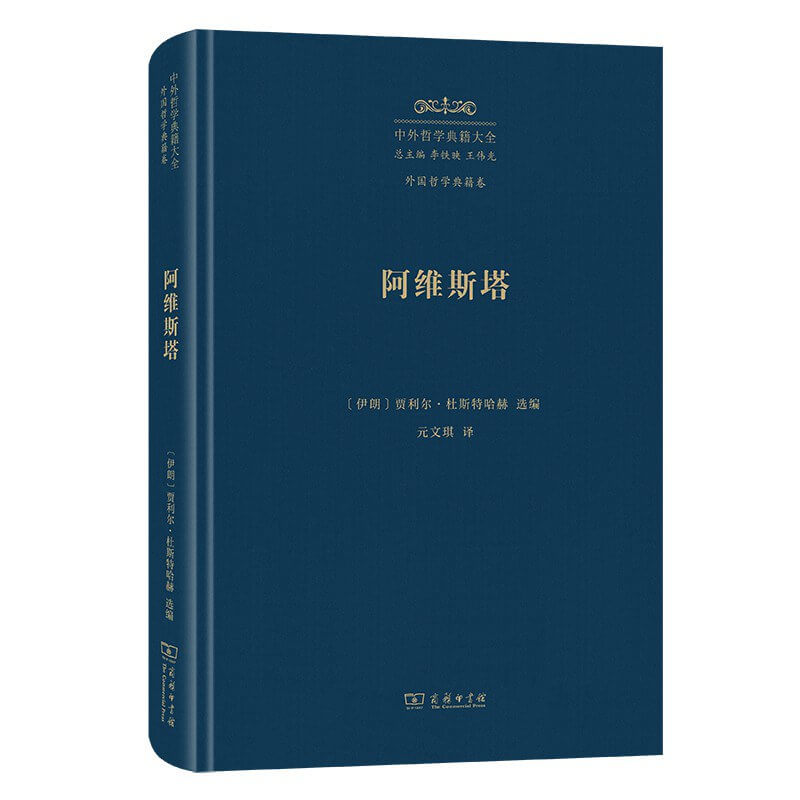 中外哲学典籍大全
外国哲学典籍卷
阿维斯塔
〔伊朗〕贾利尔·杜斯特哈赫 选编
商务印书馆
The Commercial Press
中外哲学典籍大全
总主编 李铁映 王伟光
外国哲学典籍卷
阿维斯塔
〔伊朗〕贾利尔·杜斯特哈赫 选编
元文琪 译
商务印书馆
The Commercial Press